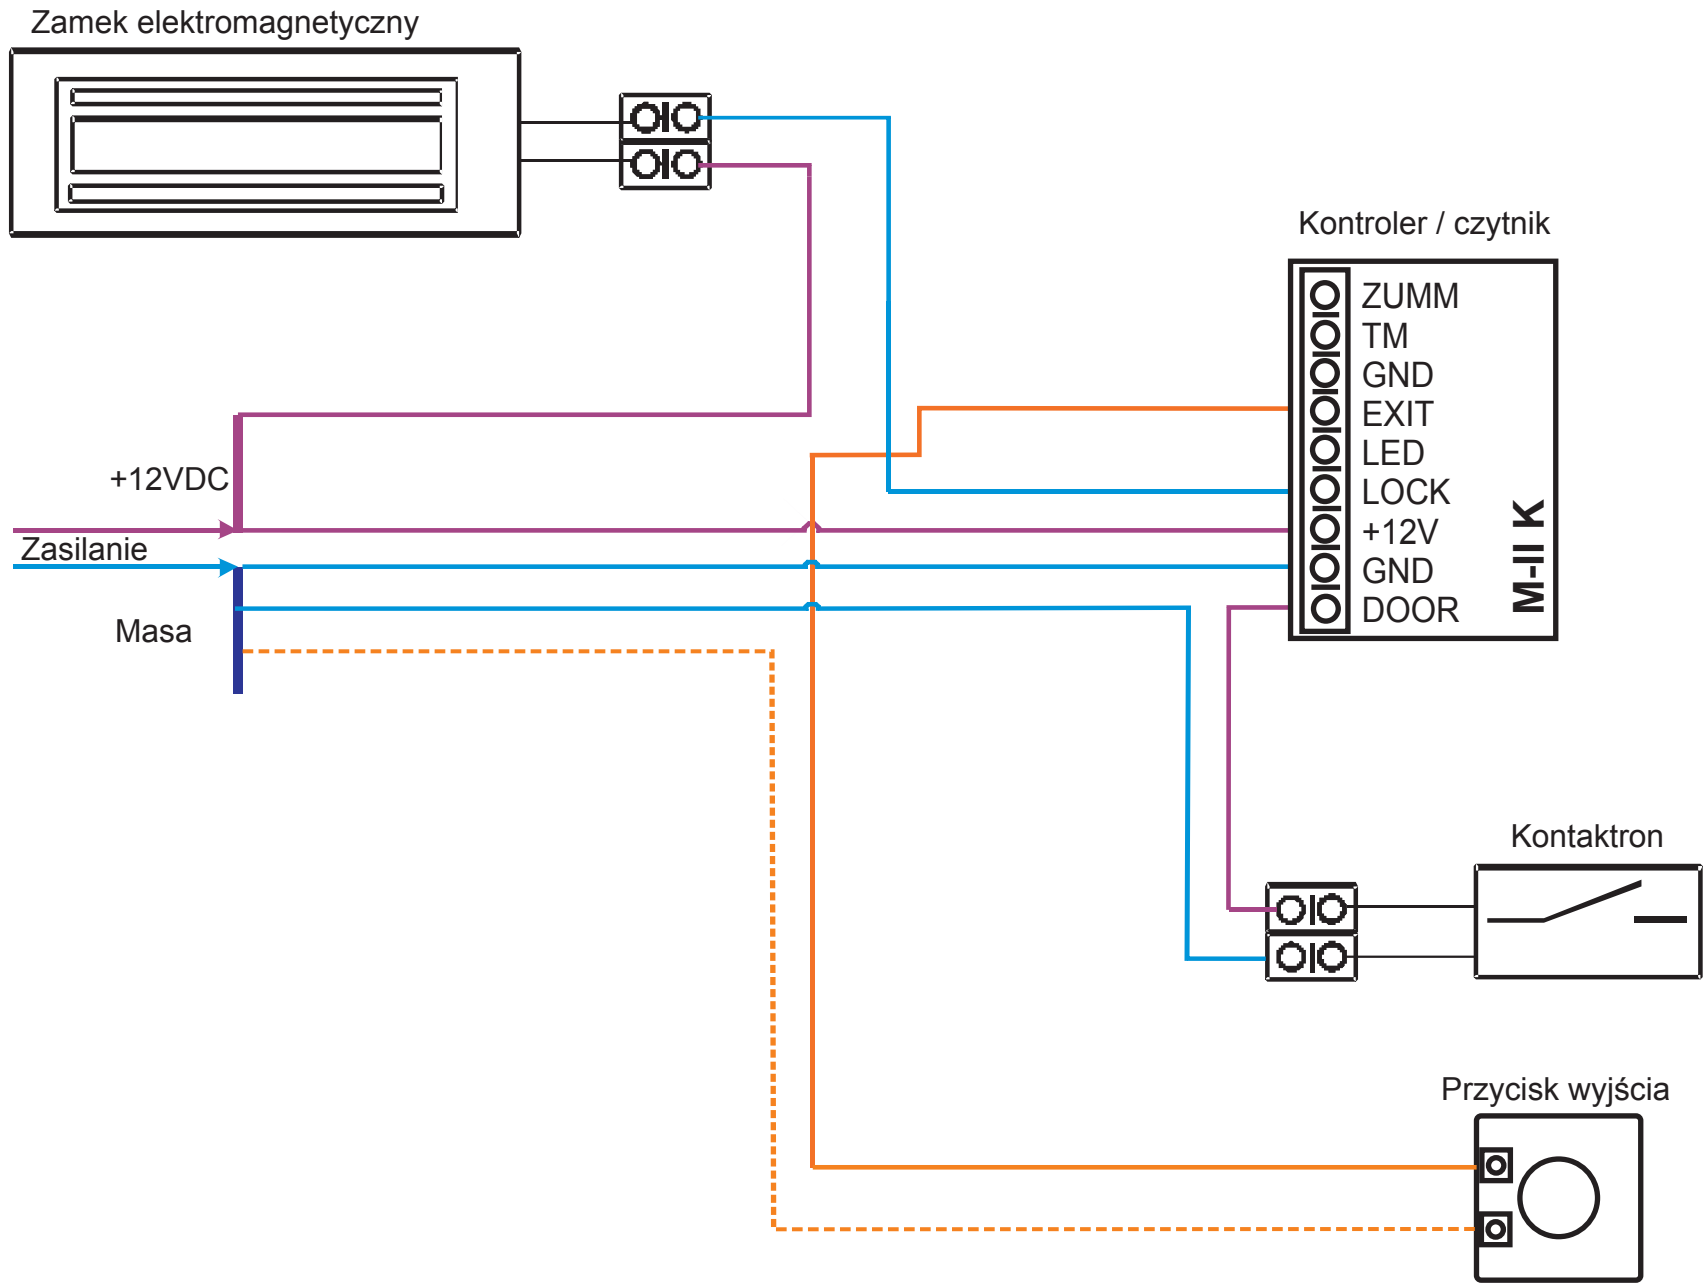 Zamek elektromagnetyczny
Kontroler / czytnik
ZUMM
TM
GND
EXIT
LED
LOCK
+12V
GND
DOOR
M-II K
+12VDC
Zasilanie
Masa
Kontaktron
Przycisk wyjścia